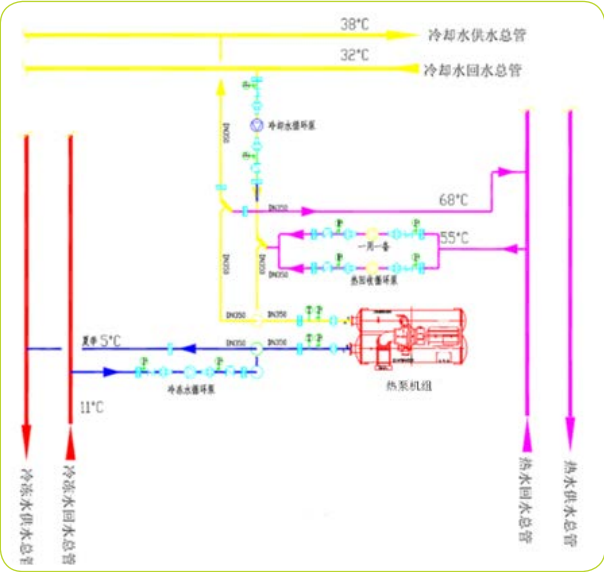 38°C
冷却水供水总管
32°C
冷却水回水总管
冷却水循环泵
DN350
DN350
DN350
68°C
55°C
一用一备
热回收循环泵
DN350
DN350
DN350
DN350
DN350
夏季 5°C
DN350
DN350
热泵机组
冷冻水循环泵
11°C
冷冻水供水总管
冷冻水回水总管
热水回水总管
热水供水总管